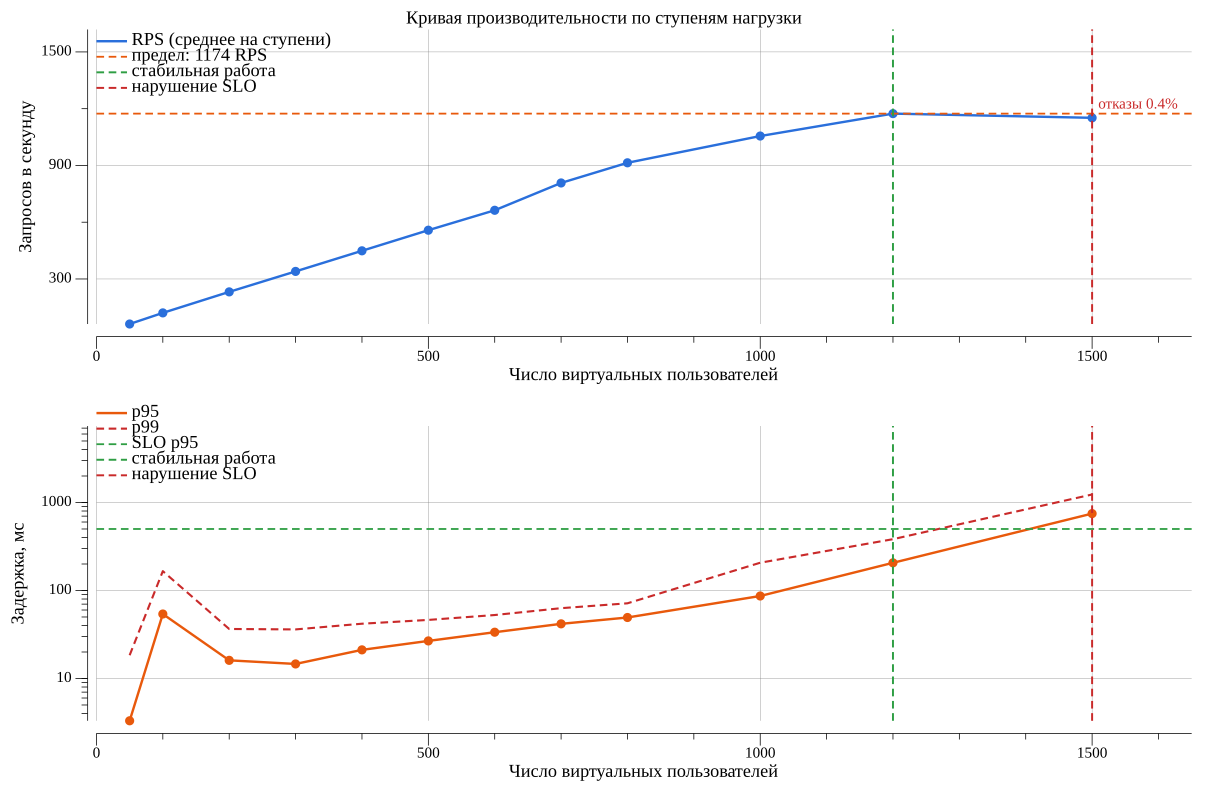 Кривая производительности по ступеням нагрузки
RPS (среднее на ступени)
предел: 1174 RPS
стабильная работа
нарушение SLO
отказы 0.4%
1500
900
300
Запросов в секунду
0 500 1000 1500
Число виртуальных пользователей
p95
p99
SLO p95
стабильная работа
нарушение SLO
1000
100
10
Задержка, мс
0 500 1000 1500
Число виртуальных пользователей